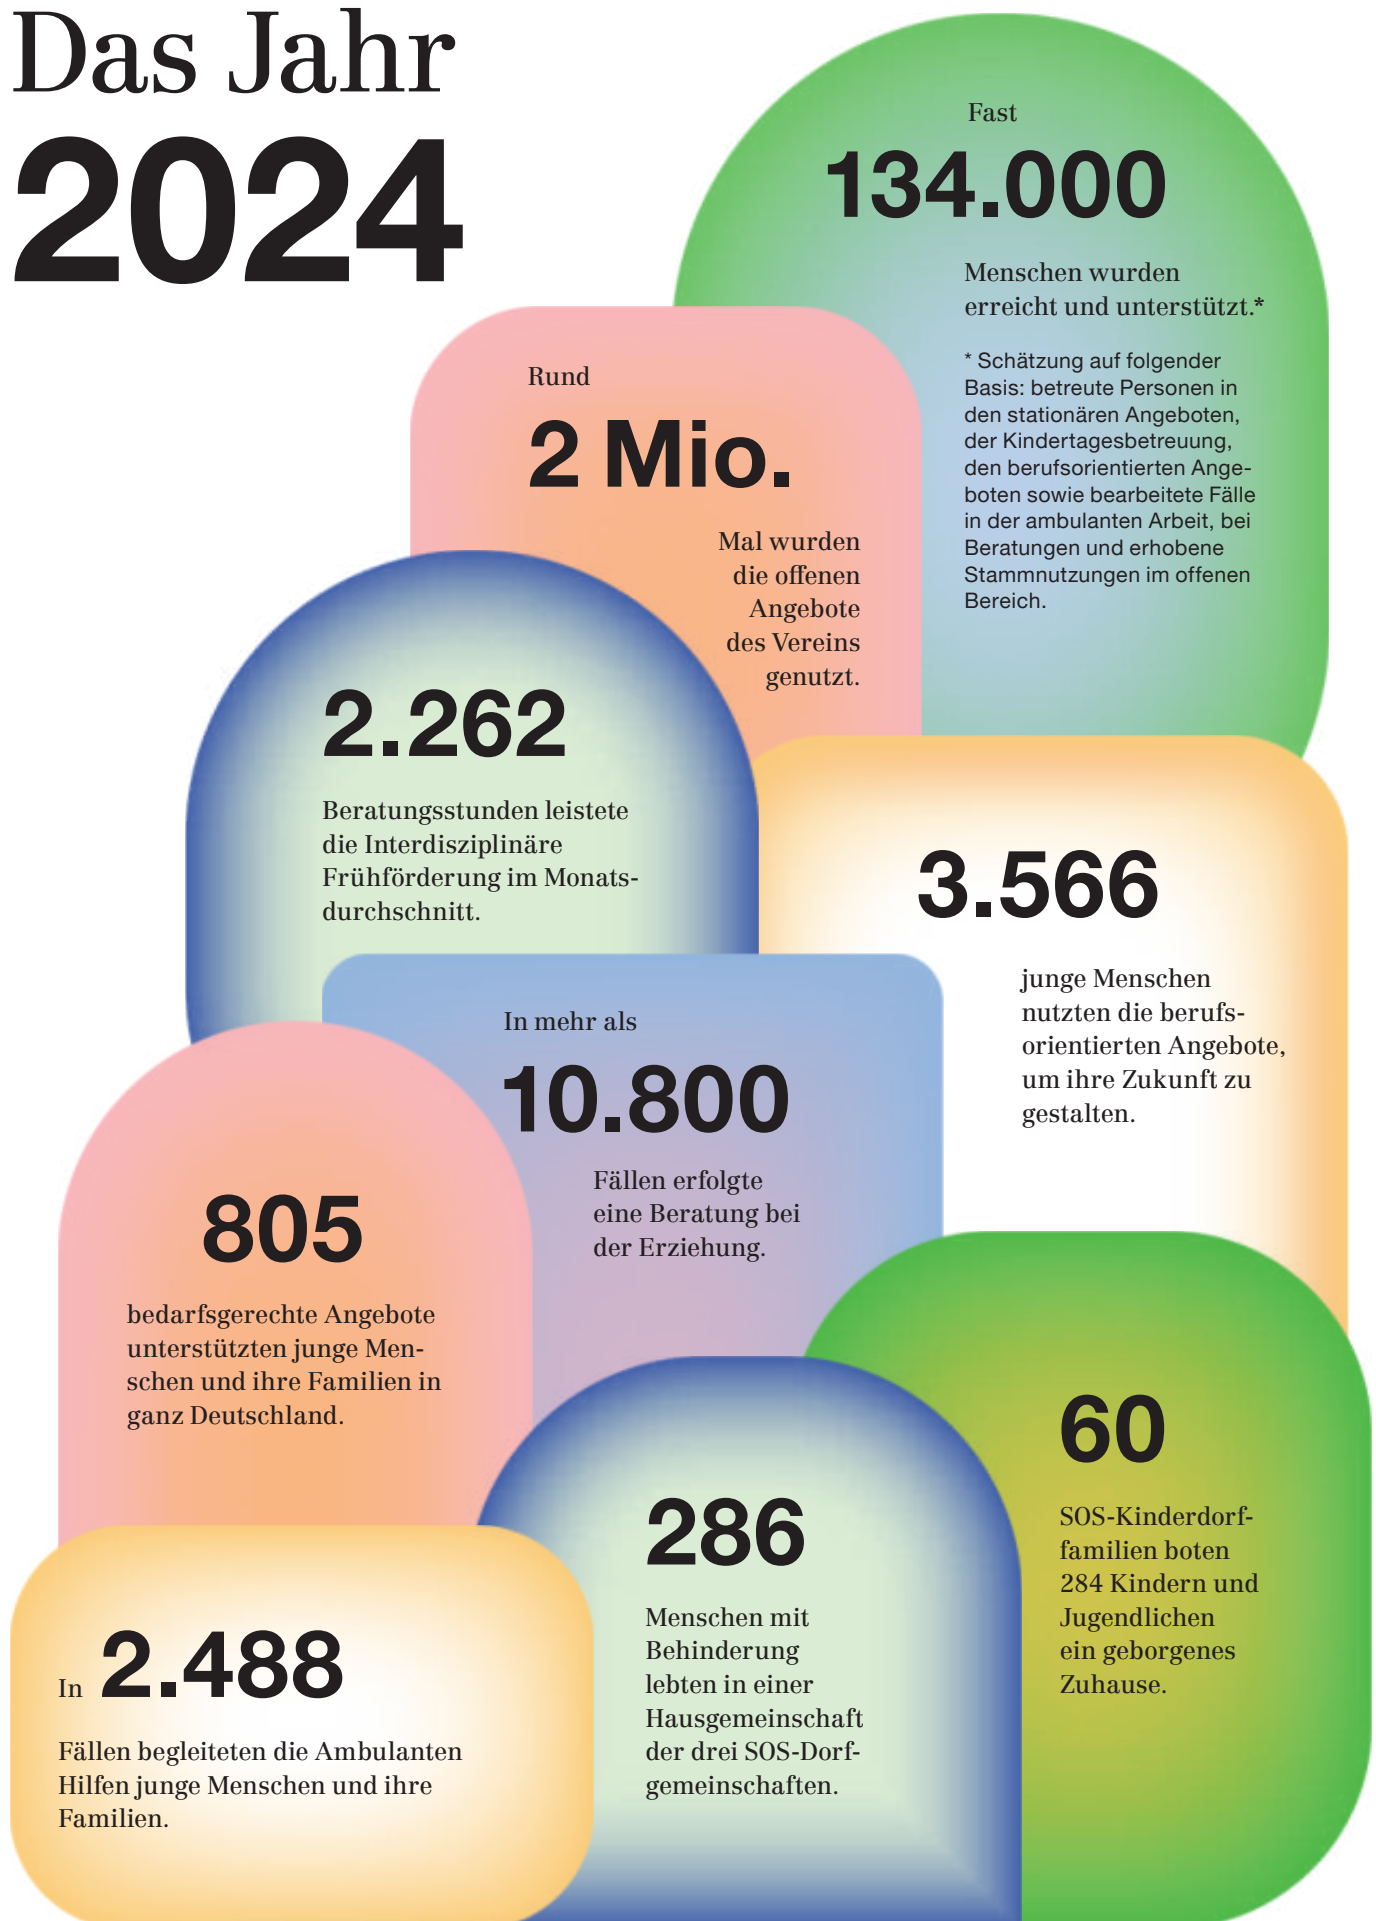 Das Jahr
2024
Fast
134.000
Menschen wurden
erreicht und unterstützt.*
* Schätzung auf folgender
Basis: betreute Personen in
den stationären Angeboten,
der Kindertagesbetreuung,
den berufsorientierten Ange-
boten sowie bearbeitete Fälle
in der ambulanten Arbeit, bei
Beratungen und erhobene
Stammnutzungen im offenen
Bereich.
Rund
2 Mio.
Mal wurden
die offenen
Angebote
des Vereins
genutzt.
2.262
Beratungsstunden leistete
die Interdisziplinäre
Frühförderung im Monats-
durchschnitt.
3.566
junge Menschen
nutzten die berufs-
orientierten Angebote,
um ihre Zukunft zu
gestalten.
In mehr als
10.800
Fällen erfolgte
eine Beratung bei
der Erziehung.
805
bedarfsgerechte Angebote
unterstützten junge Men-
schen und ihre Familien in
ganz Deutschland.
60
SOS-Kinderdorf-
familien boten
284 Kindern und
Jugendlichen
ein geborgenes
Zuhause.
286
Menschen mit
Behinderung
lebten in einer
Hausgemeinschaft
der drei SOS-Dorf-
gemeinschaften.
In 2.488
Fällen begleiteten die Ambulanten
Hilfen junge Menschen und ihre
Familien.